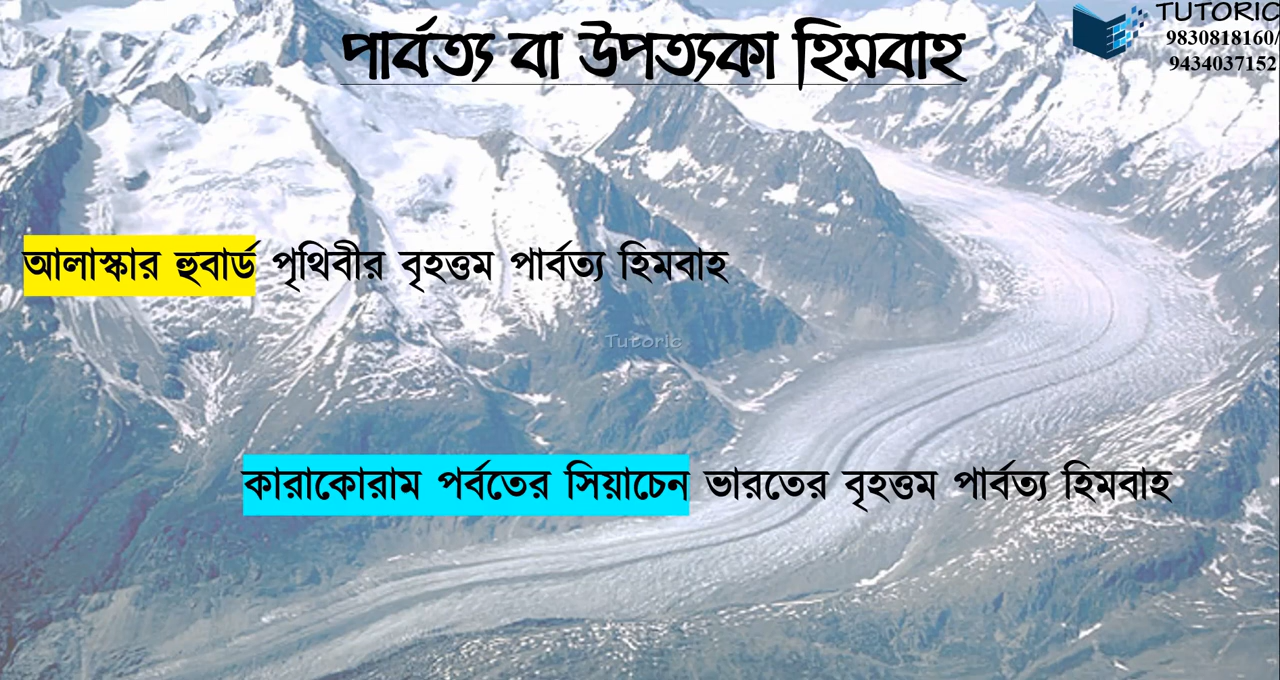 TUTORIC
9830818160/
9434037152
পার্বত্য বা উপত্যকা হিমবাহ
আলাস্কার হুবার্ড পৃথিবীর বৃহত্তম পার্বত্য হিমবাহ
Tutoric
কারাকোরাম পর্বতের সিয়াচেন ভারতের বৃহত্তম পার্বত্য হিমবাহ